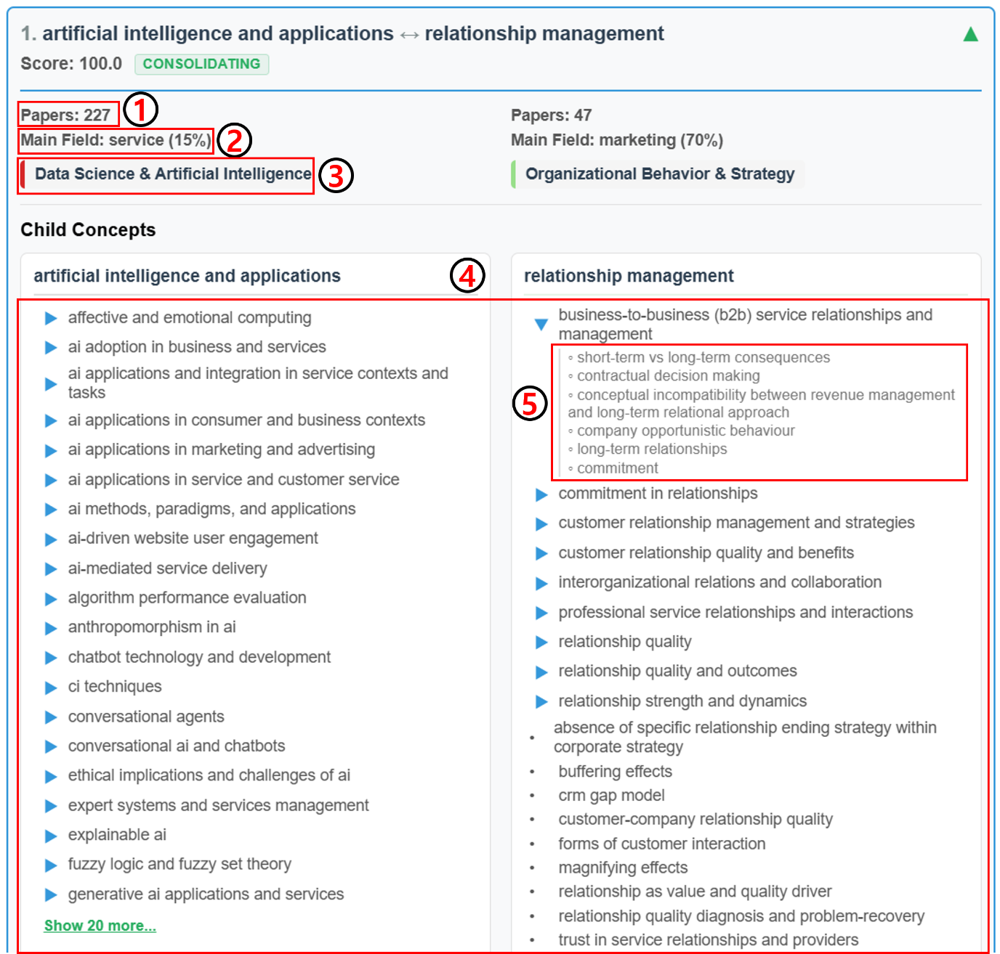 1. artificial intelligence and applications ↔ relationship management
Score: 100.0 CONSOLIDATING
Papers: 227 1
Main Field: service (15%) 2
Data Science & Artificial Intelligence 3
Papers: 47
Main Field: marketing (70%)
Organizational Behavior & Strategy
Child Concepts
artificial intelligence and applications 4
affective and emotional computing
ai adoption in business and services
ai applications and integration in service contexts and
tasks
ai applications in consumer and business contexts
ai applications in marketing and advertising
ai applications in service and customer service
ai methods, paradigms, and applications
ai-driven website user engagement
ai-mediated service delivery
algorithm performance evaluation
anthropomorphism in ai
chatbot technology and development
ci techniques
conversational agents
conversational ai and chatbots
ethical implications and challenges of ai
expert systems and services management
explainable ai
fuzzy logic and fuzzy set theory
generative ai applications and services
Show 20 more...
relationship management
business-to-business (b2b) service relationships and
management
5
◦ short-term vs long-term consequences
◦ contractual decision making
◦ conceptual incompatibility between revenue management
and long-term relational approach
◦ company opportunistic behaviour
◦ long-term relationships
◦ commitment
commitment in relationships
customer relationship management and strategies
customer relationship quality and benefits
interorganizational relations and collaboration
professional service relationships and interactions
relationship quality
relationship quality and outcomes
relationship strength and dynamics
• absence of specific relationship ending strategy within
corporate strategy
• buffering effects
• crm gap model
• customer-company relationship quality
• forms of customer interaction
• magnifying effects
• relationship as value and quality driver
• relationship quality diagnosis and problem-recovery
• trust in service relationships and providers